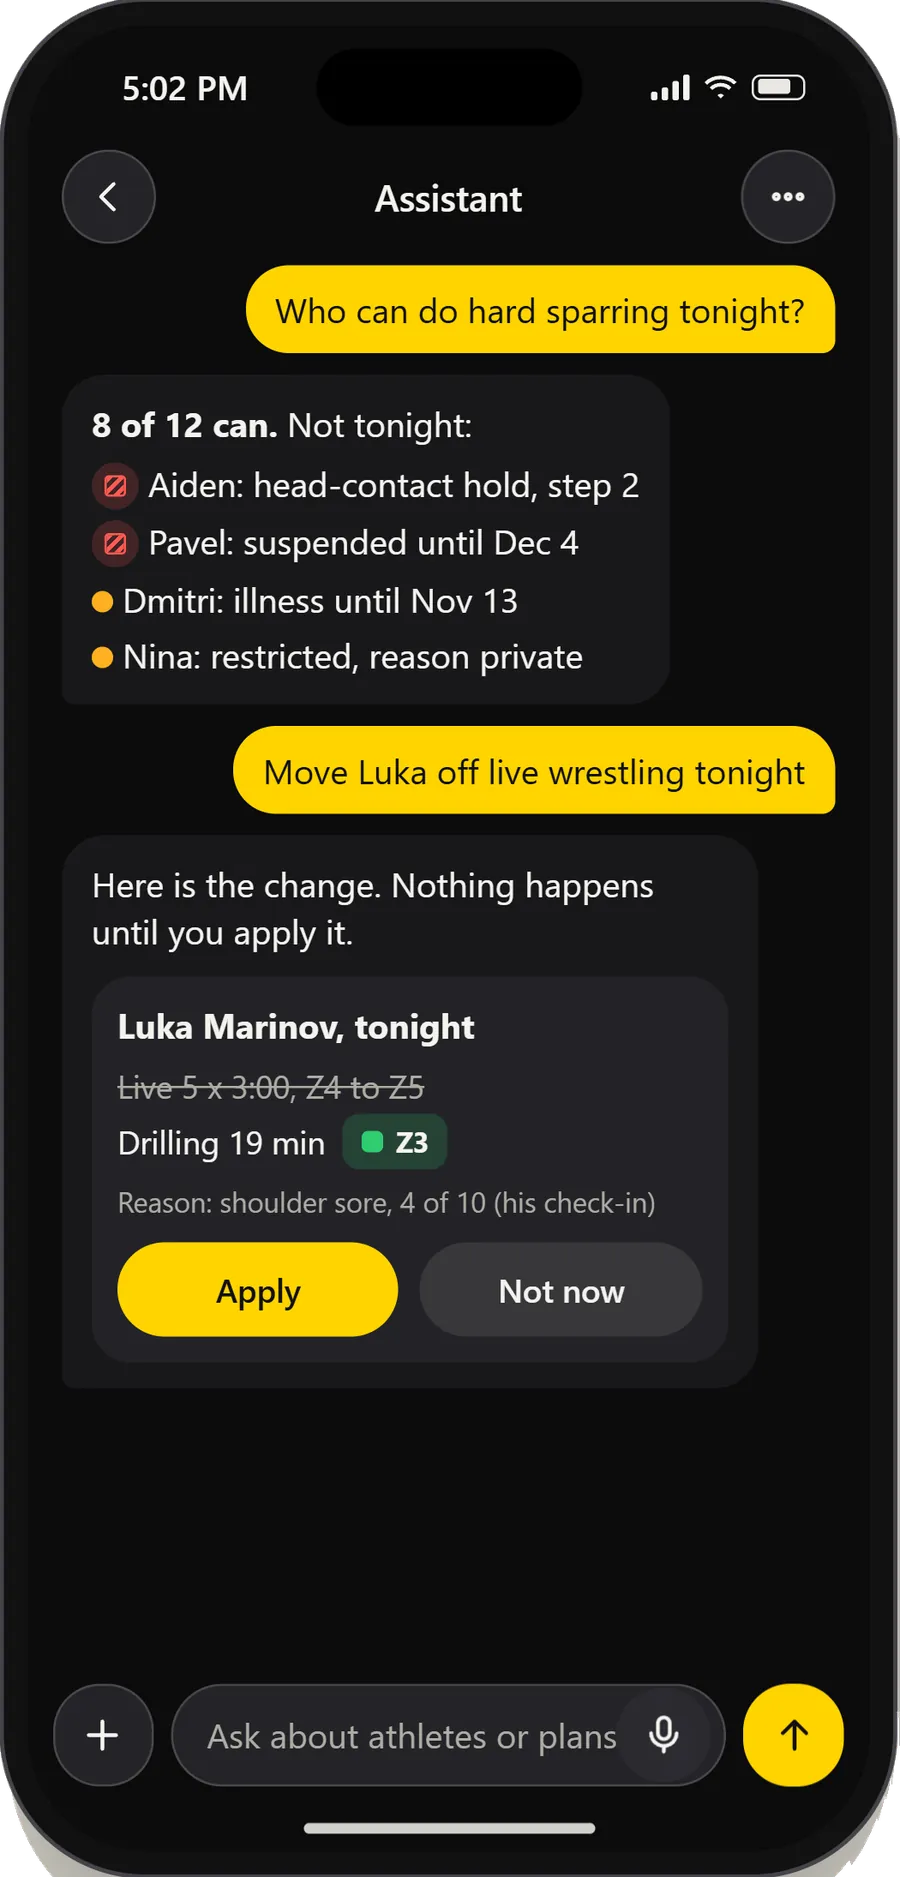 5:02 PM
Assistant
Who can do hard sparring tonight?
8 of 12 can. Not tonight:
Aiden: head-contact hold, step 2
Pavel: suspended until Dec 4
Dmitri: illness until Nov 13
Nina: restricted, reason private
Move Luka off live wrestling tonight
Here is the change. Nothing happens
until you apply it.
Luka Marinov, tonight
Live 5 x 3:00, Z4 to Z5
Drilling 19 min Z3
Reason: shoulder sore, 4 of 10 (his check-in)
Apply Not now
Ask about athletes or plans